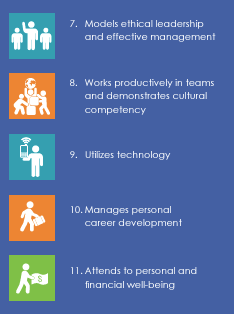 7. Models ethical leadership
and effective management
8. Works productively in teams
and demonstrates cultural
competency
9. Utilizes technology
10. Manages personal
career development
$
11. Attends to personal and
financial well-being